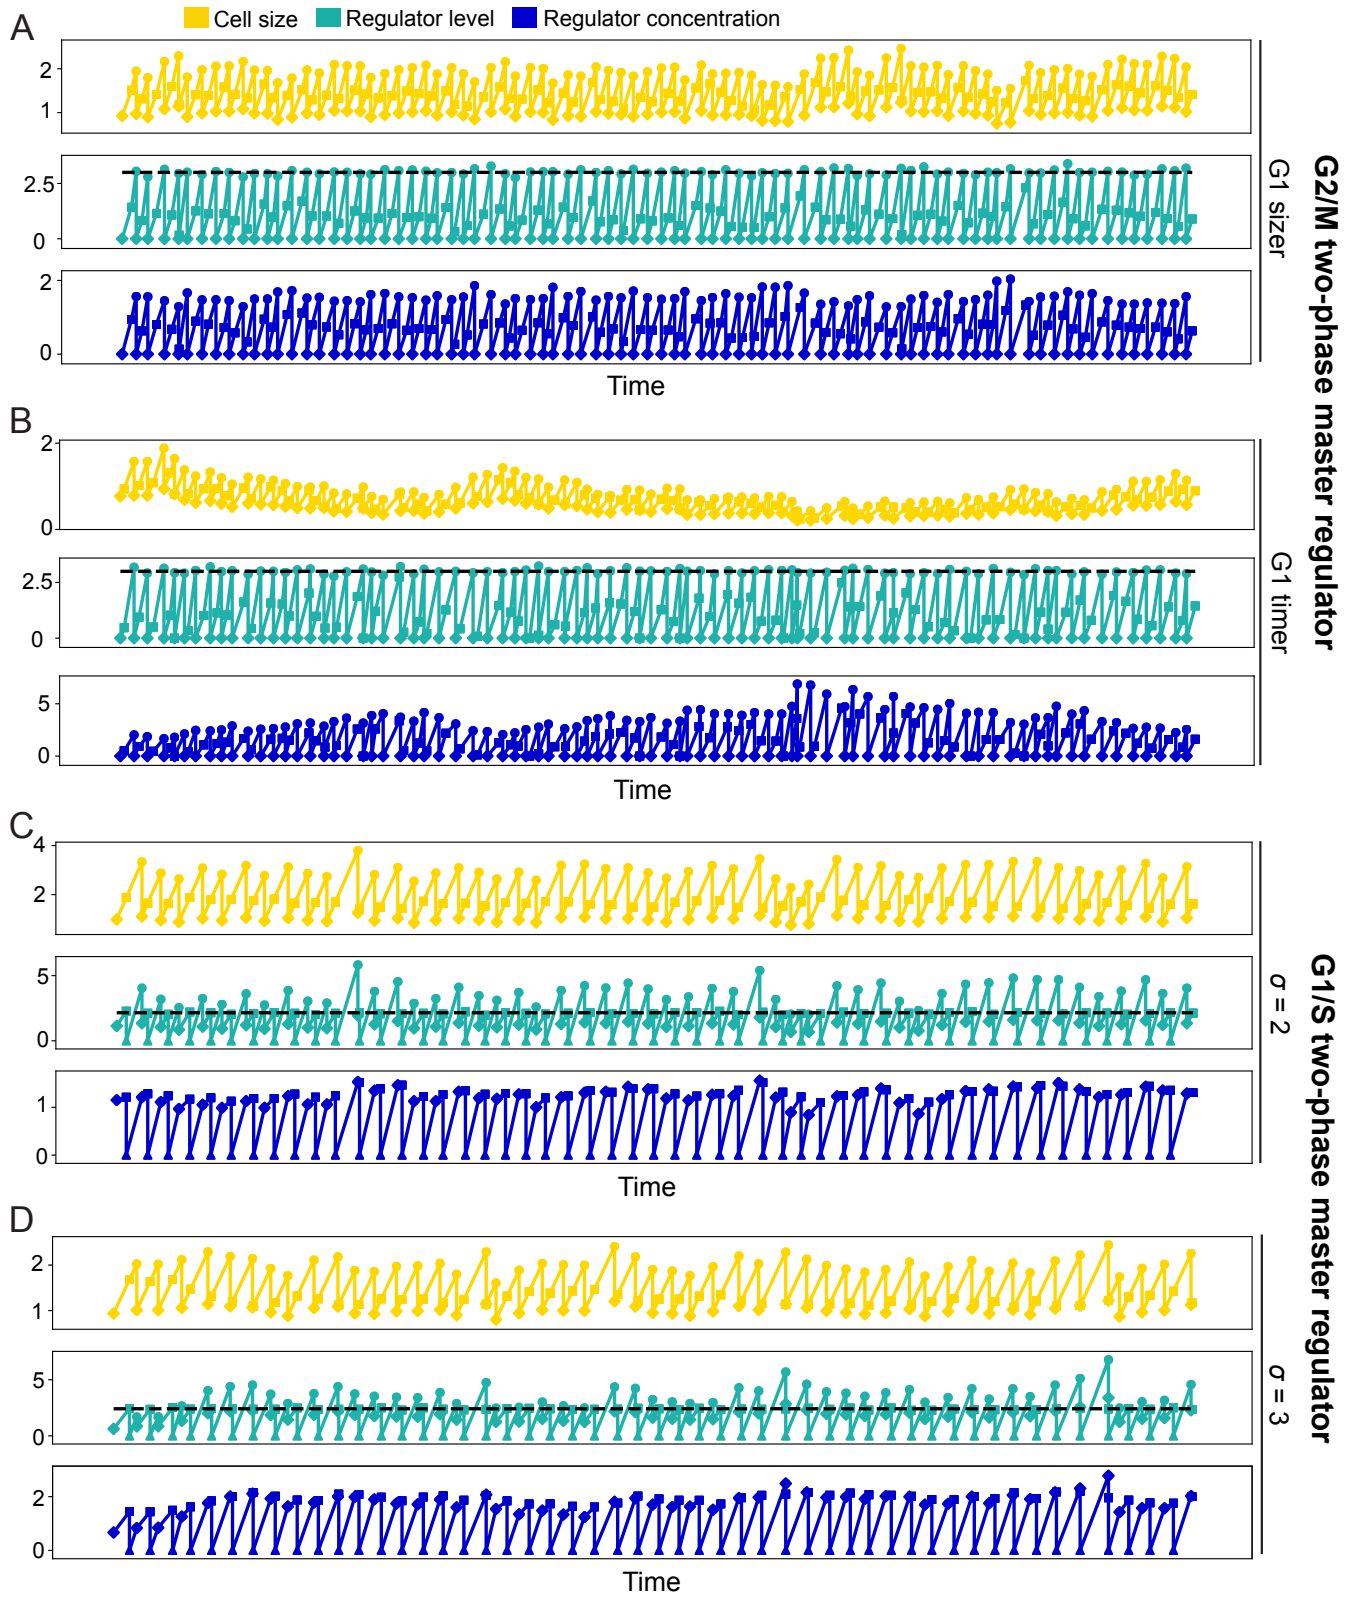 A
Cell size Regulator level Regulator concentration
2
1
2.5
0
2
0
Time
G1 sizer
B
2
0
2.5
0
5
0
Time
G1 timer
G2/M two-phase master regulator
C
4
2
5
0
1
0
Time
σ = 2
D
2
1
5
0
2
0
Time
σ = 3
G1/S two-phase master regulator